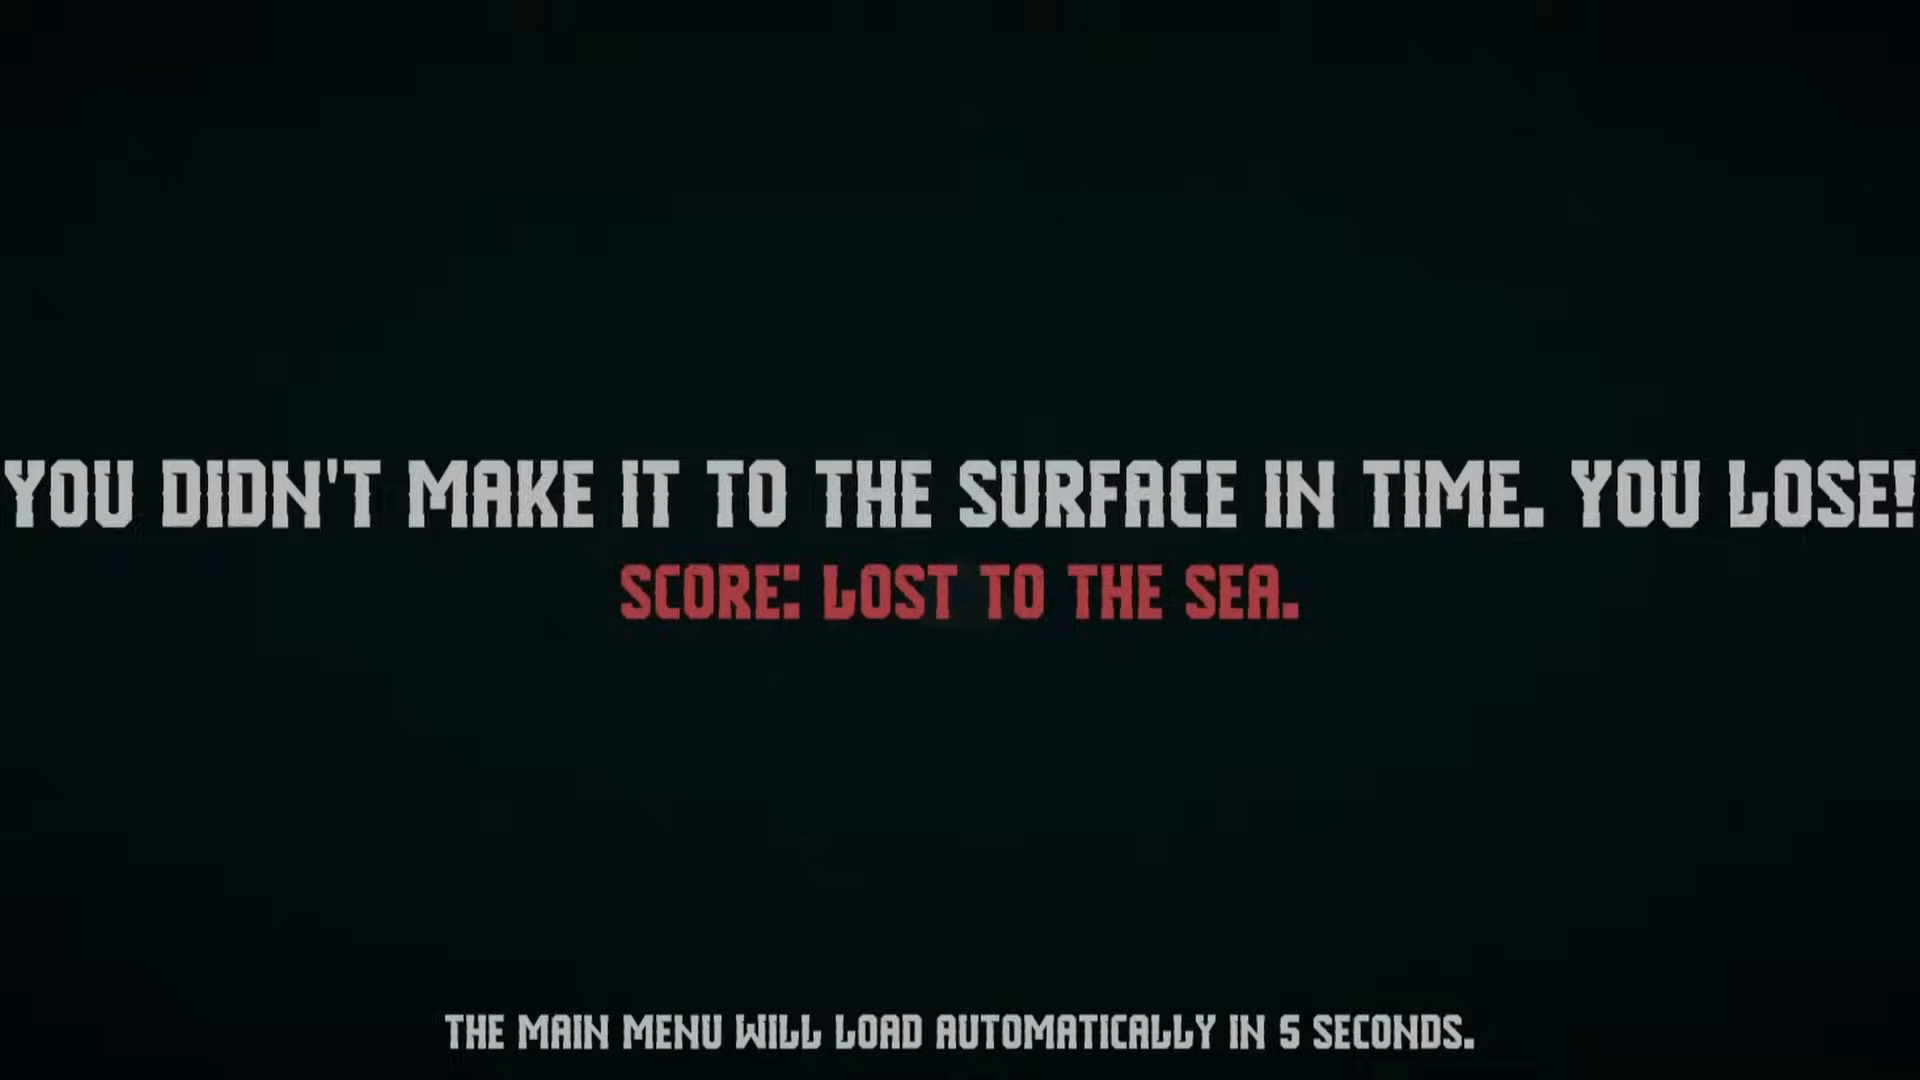 YOU DIDN'T MAKE IT TO THE SURFACE IN TIME. YOU LOSE!
SCORE: LOST TO THE SEA.
THE MAIN MENU WILL LOAD AUTOMATICALLY IN 5 SECONDS.